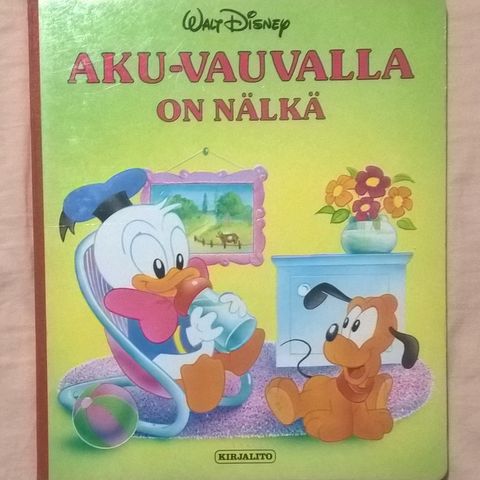 WALT DISNEY
AKU-VAUVALLA
ON NÄLKÄ
KIRJALITO